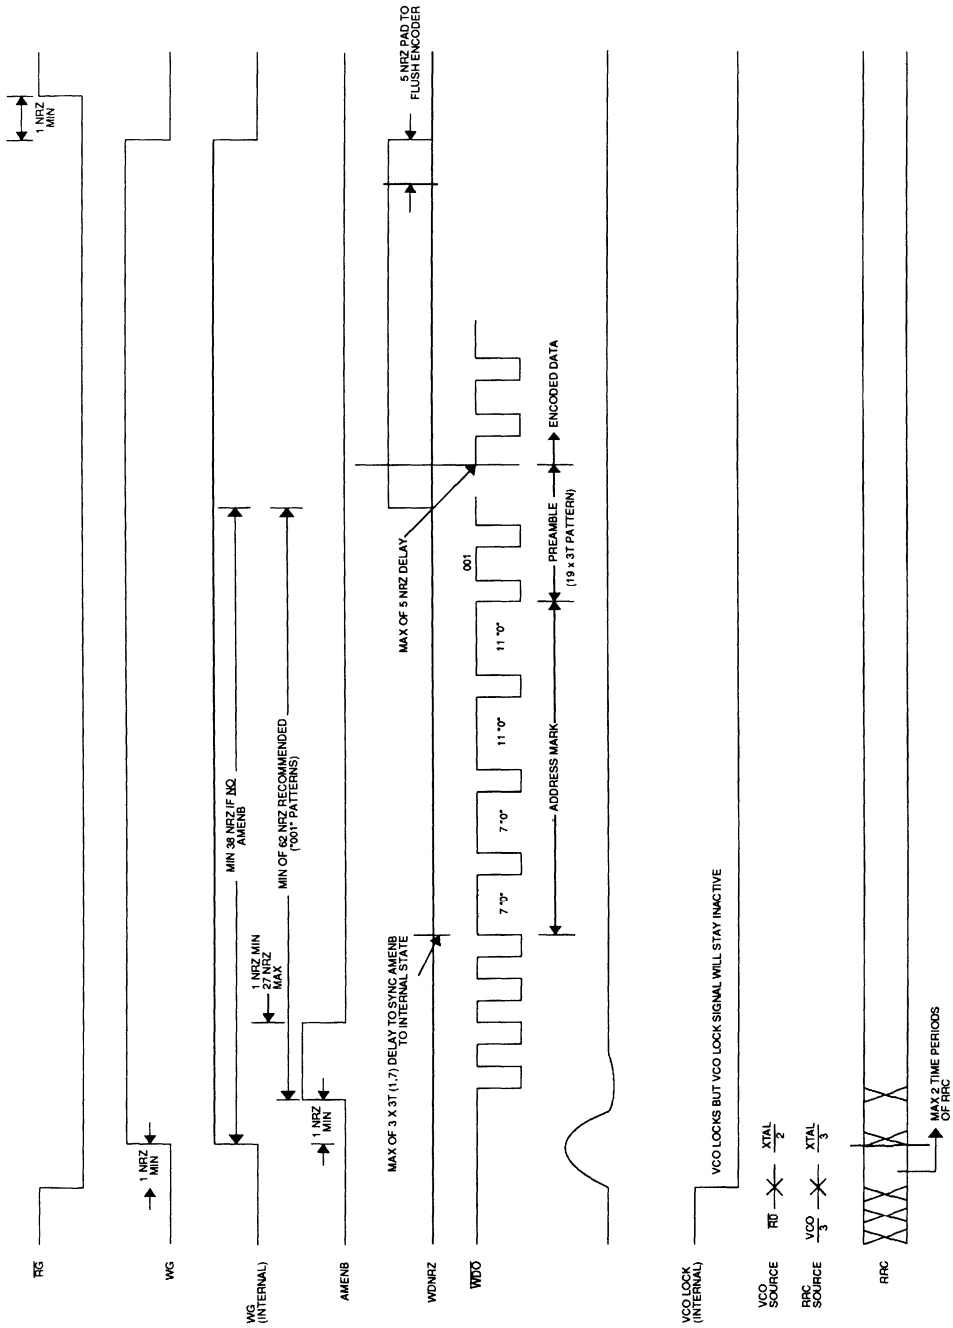 R̅G̅
1 NRZ
MIN
WG
1 NRZ
MIN
WG
(INTERNAL)
MIN 38 NRZ IF NO
AMENB
MIN OF 62 NRZ RECOMMENDED
("001" PATTERNS)
AMENB
1 NRZ
MIN
1 NRZ MIN
27 NRZ
MAX
5 NRZ PAD TO
FLUSH ENCODER
WDNRZ
MAX OF 3 X 3T (1.7) DELAY TO SYNC AMENB
TO INTERNAL STATE
MAX OF 5 NRZ DELAY
W̅D̅O̅
7 "0"
7 "0"
11 "0"
11 "0"
001
ADDRESS MARK
PREAMBLE
(19 x 3T PATTERN)
ENCODED DATA
VCO LOCK
(INTERNAL)
VCO LOCKS BUT VCO LOCK SIGNAL WILL STAY INACTIVE
VCO
SOURCE
R̅D̅
XTAL
2
RRC
SOURCE
VCO
3
XTAL
3
RRC
MAX 2 TIME PERIODS
OF RRC